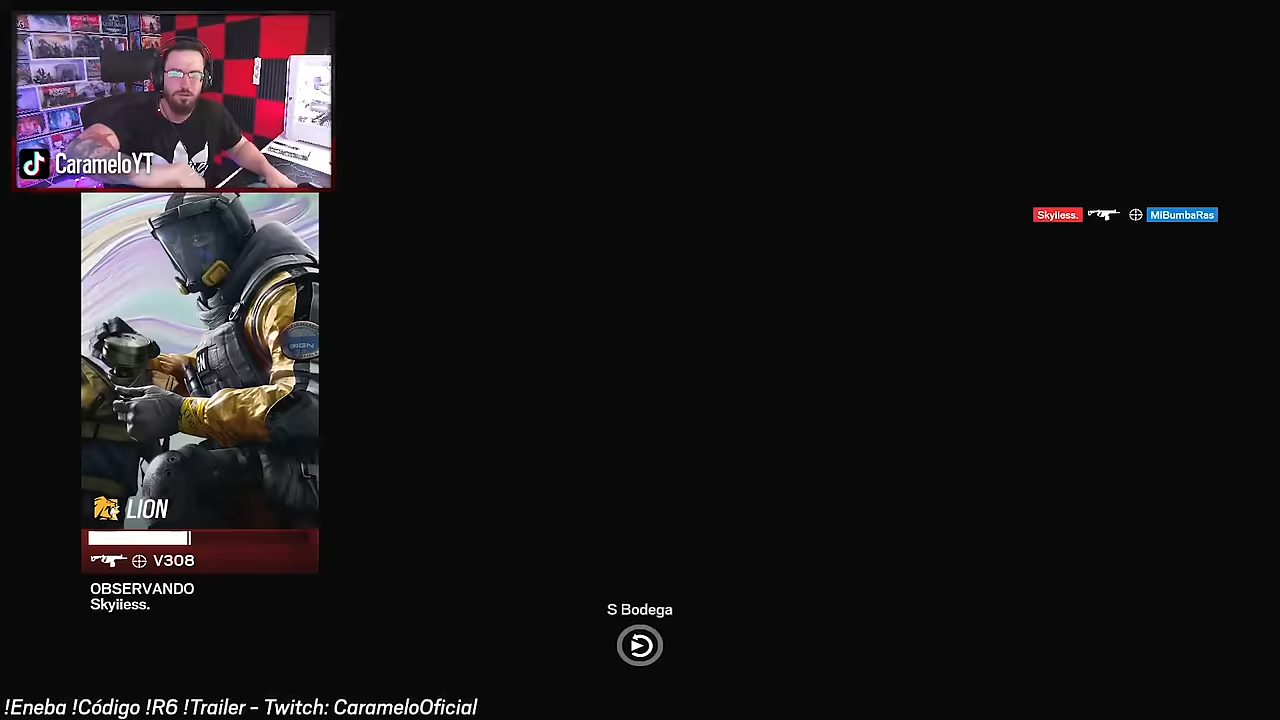 CarameloYT
Skyiiess. MiBumbaRas
LION
V308
OBSERVANDO
Skyiiess.
S Bodega
!Eneba !Código !R6 !Trailer - Twitch: CarameloOficial